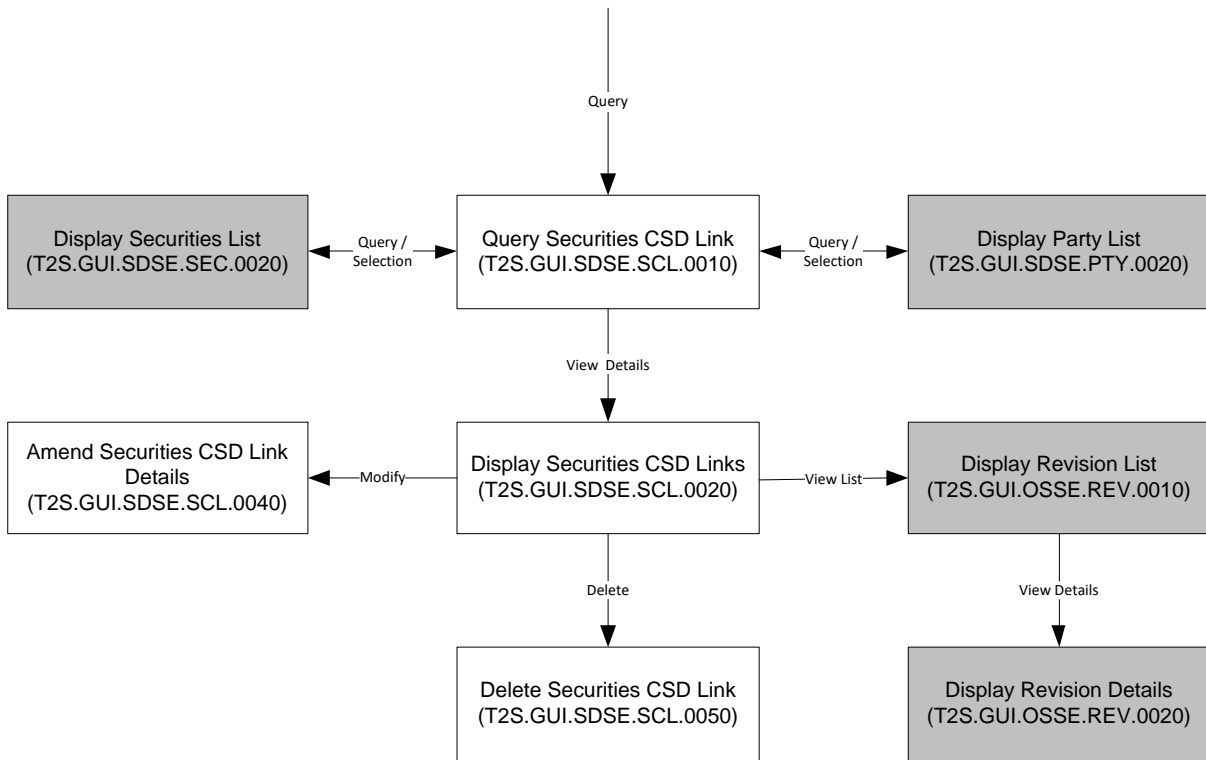 Query
Display Securities List
(T2S.GUI.SDSE.SEC.0020)
Query /
Selection
Query Securities CSD Link
(T2S.GUI.SDSE.SCL.0010)
Query /
Selection
Display Party List
(T2S.GUI.SDSE.PTY.0020)
View Details
Amend Securities CSD Link
Details
(T2S.GUI.SDSE.SCL.0040)
Modify
Display Securities CSD Links
(T2S.GUI.SDSE.SCL.0020)
View List
Display Revision List
(T2S.GUI.OSSE.REV.0010)
Delete
View Details
Delete Securities CSD Link
(T2S.GUI.SDSE.SCL.0050)
Display Revision Details
(T2S.GUI.OSSE.REV.0020)